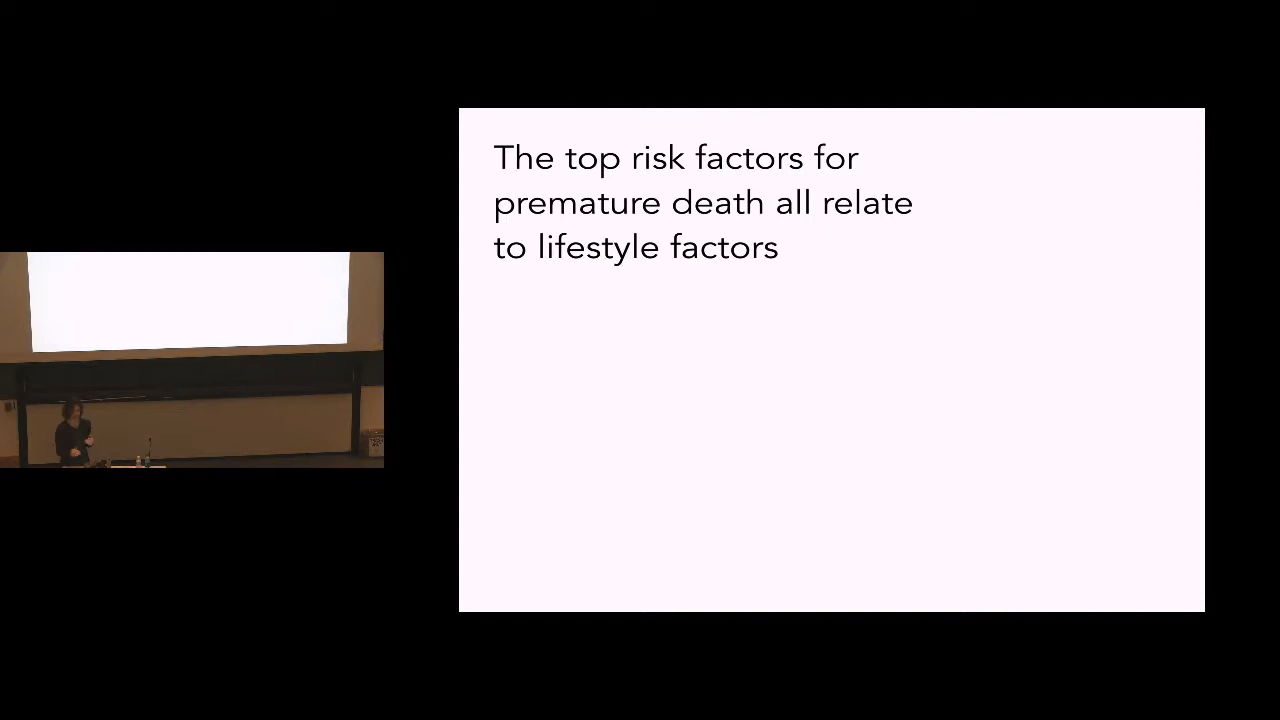 The top risk factors for
premature death all relate
to lifestyle factors